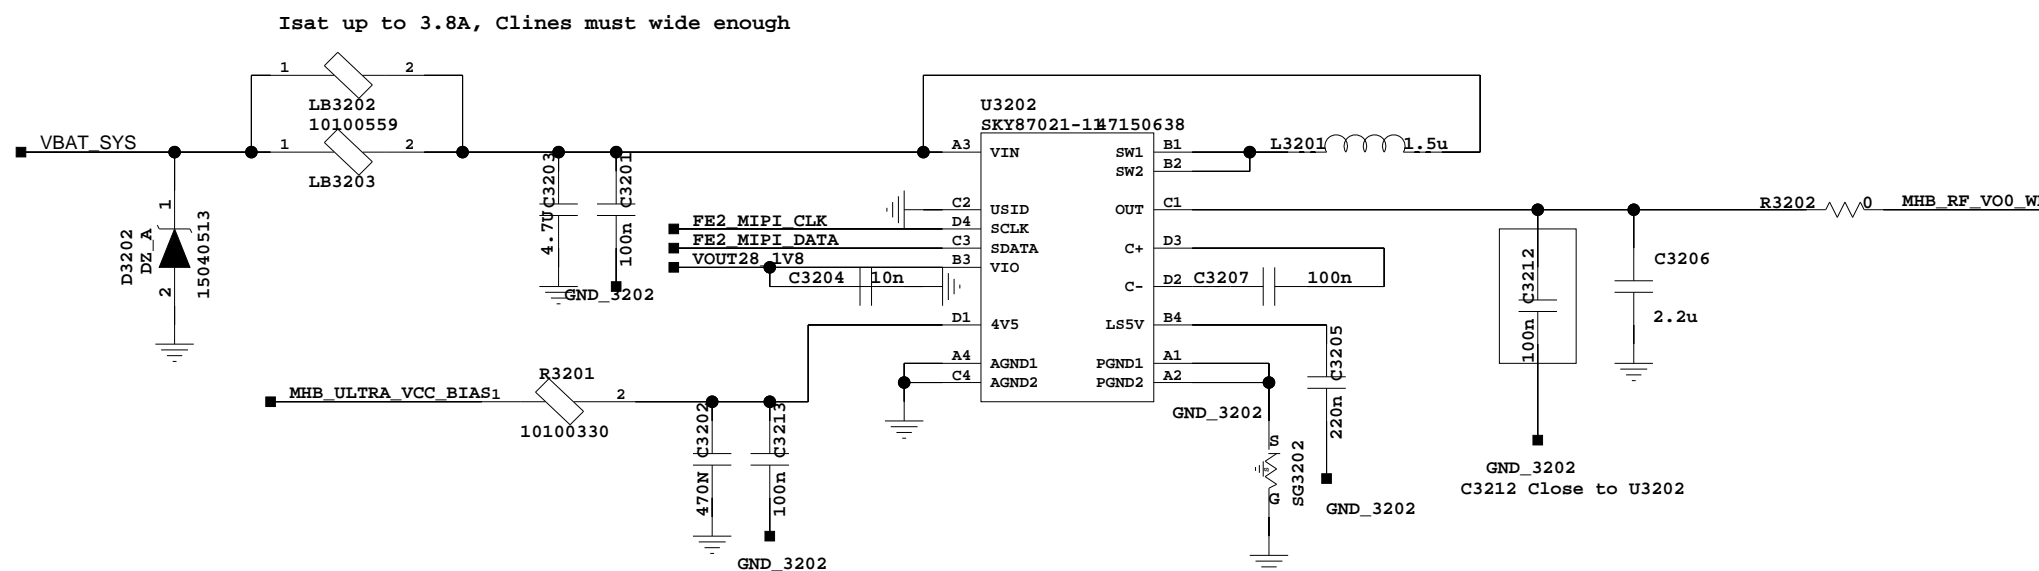 Isat up to 3.8A, Clines must wide enough
1 2
LB3202
10100559
VBAT_SYS
1 2
LB3203
D3202
DZ_A
15040513
1
2
C3203
4.7U
C3201
100n
GND_3202
U3202
SKY87021-11
47150638
A3 VIN
C2 USID
D4 SCLK
C3 SDATA
B3 VIO
D1 4V5
A4 AGND1
C4 AGND2
SW1 B1
SW2 B2
OUT C1
C+ D3
C- D2
LS5V B4
PGND1 A1
PGND2 A2
FE2_MIPI_CLK
FE2_MIPI_DATA
VOUT28_1V8
C3204 10n
L3201 1.5u
C3207 100n
R3202 0
MHB_RF_VO0_W
C3212
100n
GND_3202
C3212 Close to U3202
C3206
2.2u
C3205
220n
GND_3202
GND_3202
S
G
SG3202
MHB_ULTRA_VCC_BIAS
1 2
R3201
10100330
C3202
470N
C3213
100n
GND_3202